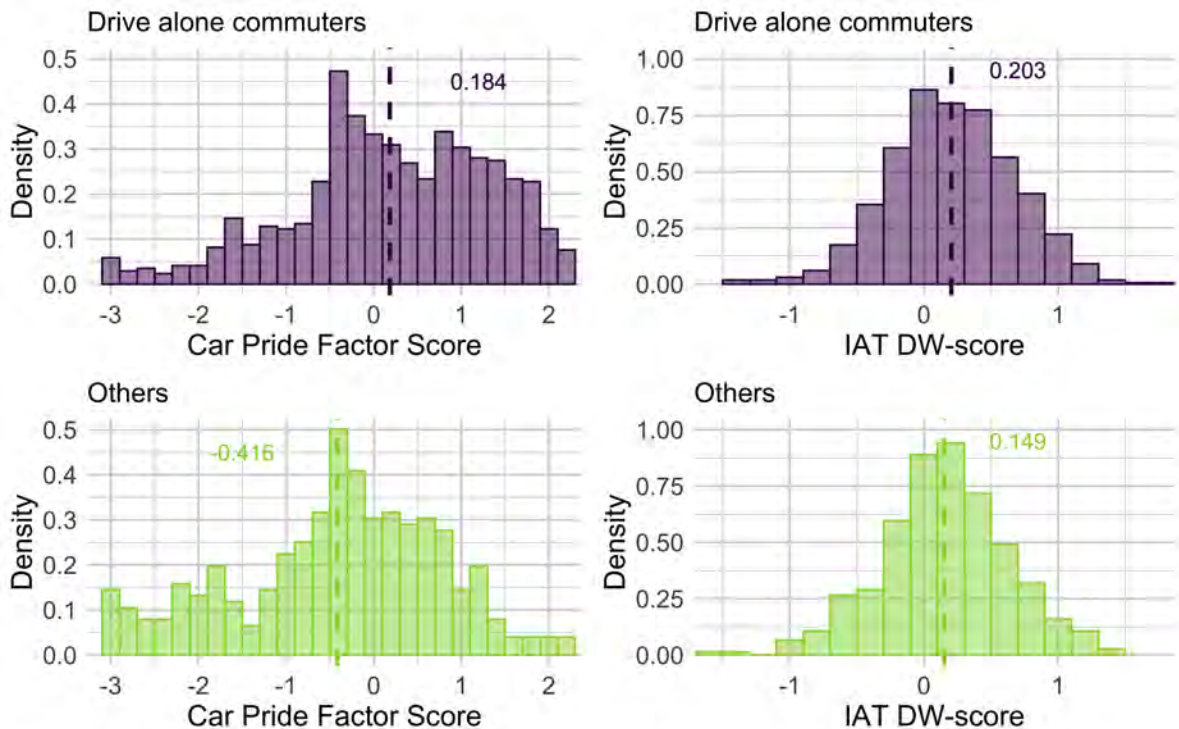 Drive alone commuters
0.5
0.4
0.3
0.2
0.1
0.0
Density
0.184
-3 -2 -1 0 1 2
Car Pride Factor Score
Drive alone commuters
1.00
0.75
0.50
0.25
0.00
Density
0.203
-1 0 1
IAT DW-score
Others
0.5
0.4
0.3
0.2
0.1
0.0
Density
-0.416
-3 -2 -1 0 1 2
Car Pride Factor Score
Others
1.00
0.75
0.50
0.25
0.00
Density
0.149
-1 0 1
IAT DW-score